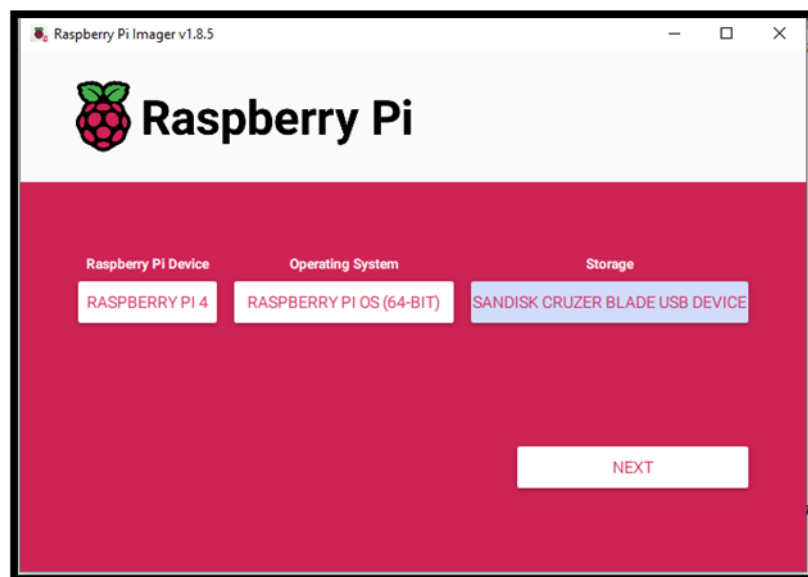 Raspberry Pi Imager v1.8.5
Raspberry Pi
Raspberry Pi Device Operating System Storage
RASPBERRY PI 4 RASPBERRY PI OS (64-BIT) SANDISK CRUZER BLADE USB DEVICE
NEXT